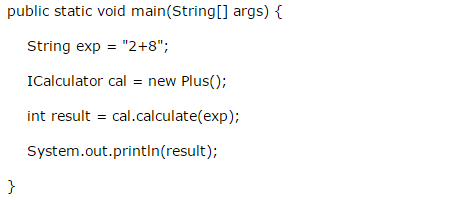 public static void main(String[] args) {
String exp = "2+8";
ICalculator cal = new Plus();
int result = cal.calculate(exp);
System.out.println(result);
}